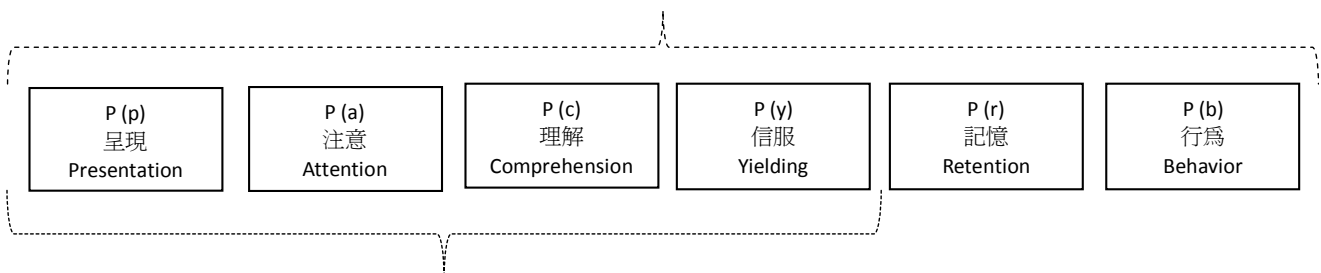 P (p)
呈現
Presentation
P (a)
注意
Attention
P (c)
理解
Comprehension
P (y)
信服
Yielding
P (r)
記憶
Retention
P (b)
行爲
Behavior